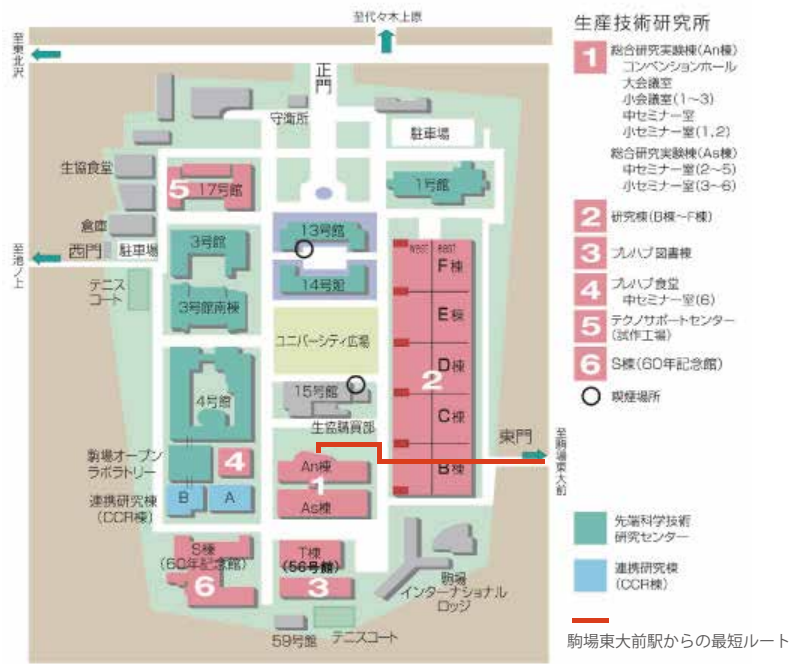 至代々木上原
至東北沢
正門
守衛所
駐車場
生協食堂
5 17号館
1号館
倉庫
13号館
3号館
west east
F棟
至池ノ上
西門
駐車場
14号館
テニス
コート
3号館南棟
E棟
ユニバーシティ広場
D棟
2
15号館
4号館
C棟
生協購買部
東門
至駒場東大前
駒場オープン
ラボラトリー
4
An棟
B棟
1
連携研究棟
(CCR棟)
B
A
As棟
S棟
(60年記念館)
6
T棟
(56号館)
3
駒場
インターナショナル
ロッジ
59号館
テニスコート
生産技術研究所
1 総合研究実験棟(An棟)
コンベンションホール
大会議室
小会議室(1〜3)
中セミナー室
小セミナー室(1,2)
総合研究実験棟(As棟)
中セミナー室(2〜5)
小セミナー室(3〜6)
2 研究棟(B棟〜F棟)
3 プレハブ図書棟
4 プレハブ食堂
中セミナー室(6)
5 テクノサポートセンター
(試作工場)
6 S棟(60年記念館)
喫煙場所
先端科学技術
研究センター
連携研究棟
(CCR棟)
駒場東大前駅からの最短ルート